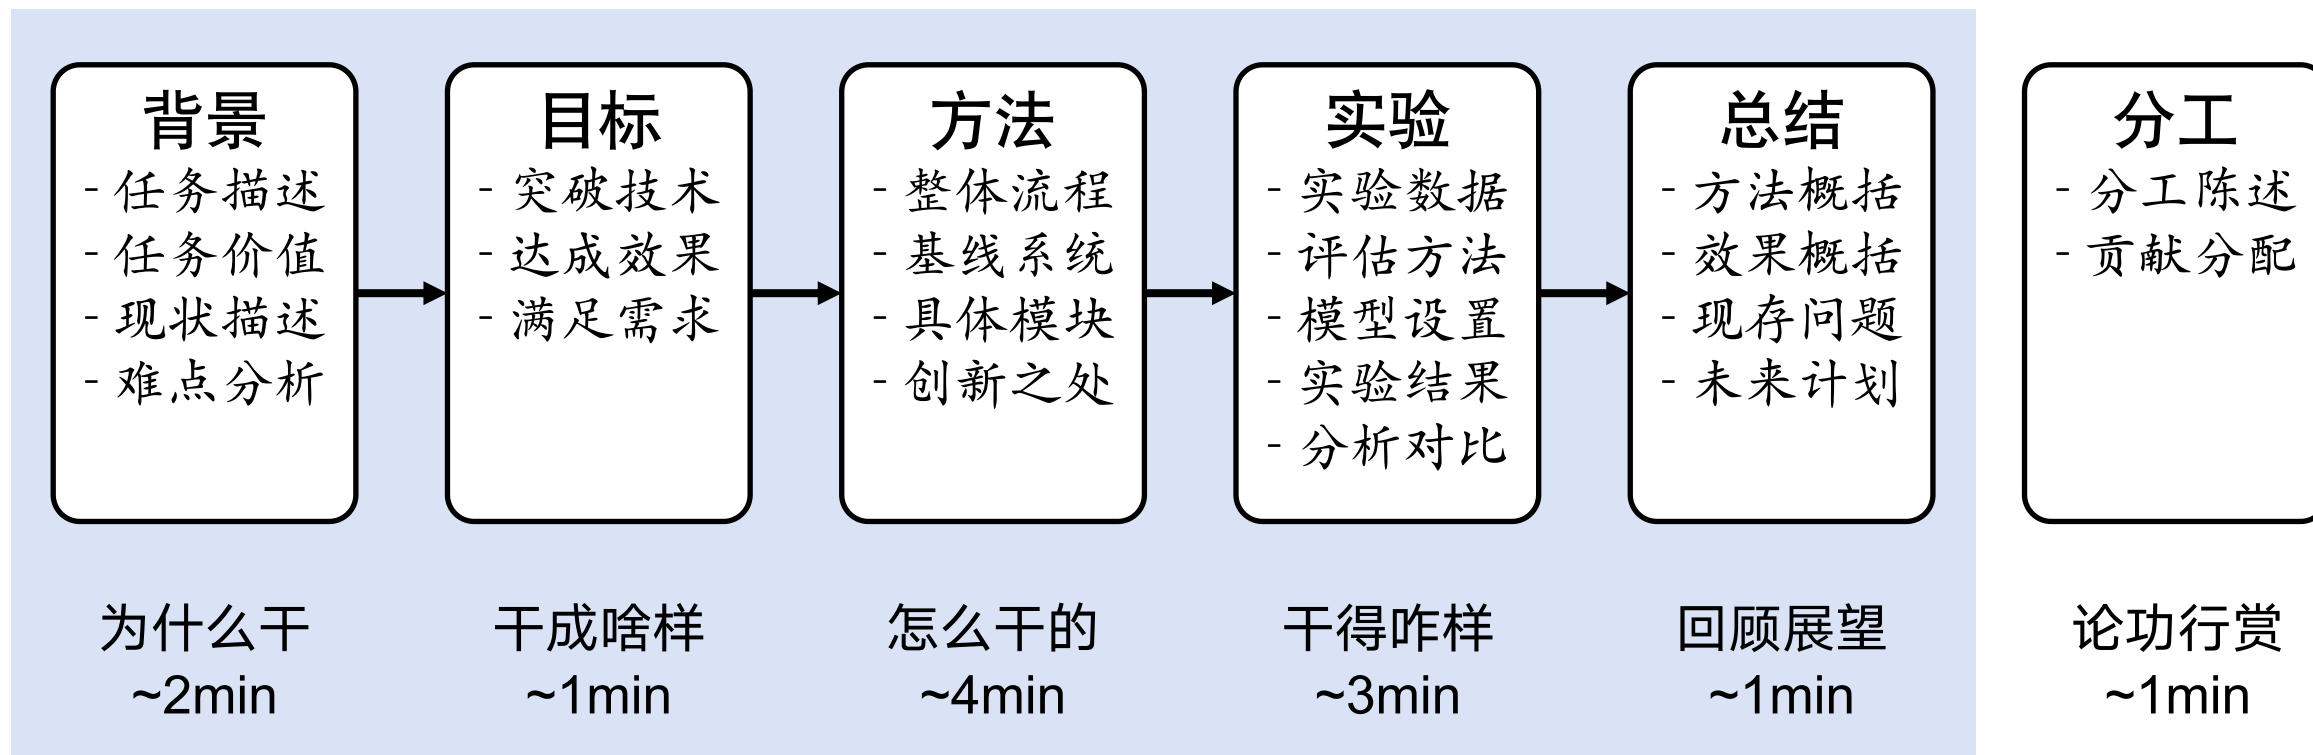 背景
- 任务描述
- 任务价值
- 现状描述
- 难点分析
为什么干
~2min
目标
- 突破技术
- 达成效果
- 满足需求
干成啥样
~1min
方法
- 整体流程
- 基线系统
- 具体模块
- 创新之处
怎么干的
~4min
实验
- 实验数据
- 评估方法
- 模型设置
- 实验结果
- 分析对比
干得咋样
~3min
总结
- 方法概括
- 效果概括
- 现存问题
- 未来计划
回顾展望
~1min
分工
- 分工陈述
- 贡献分配
论功行赏
~1min